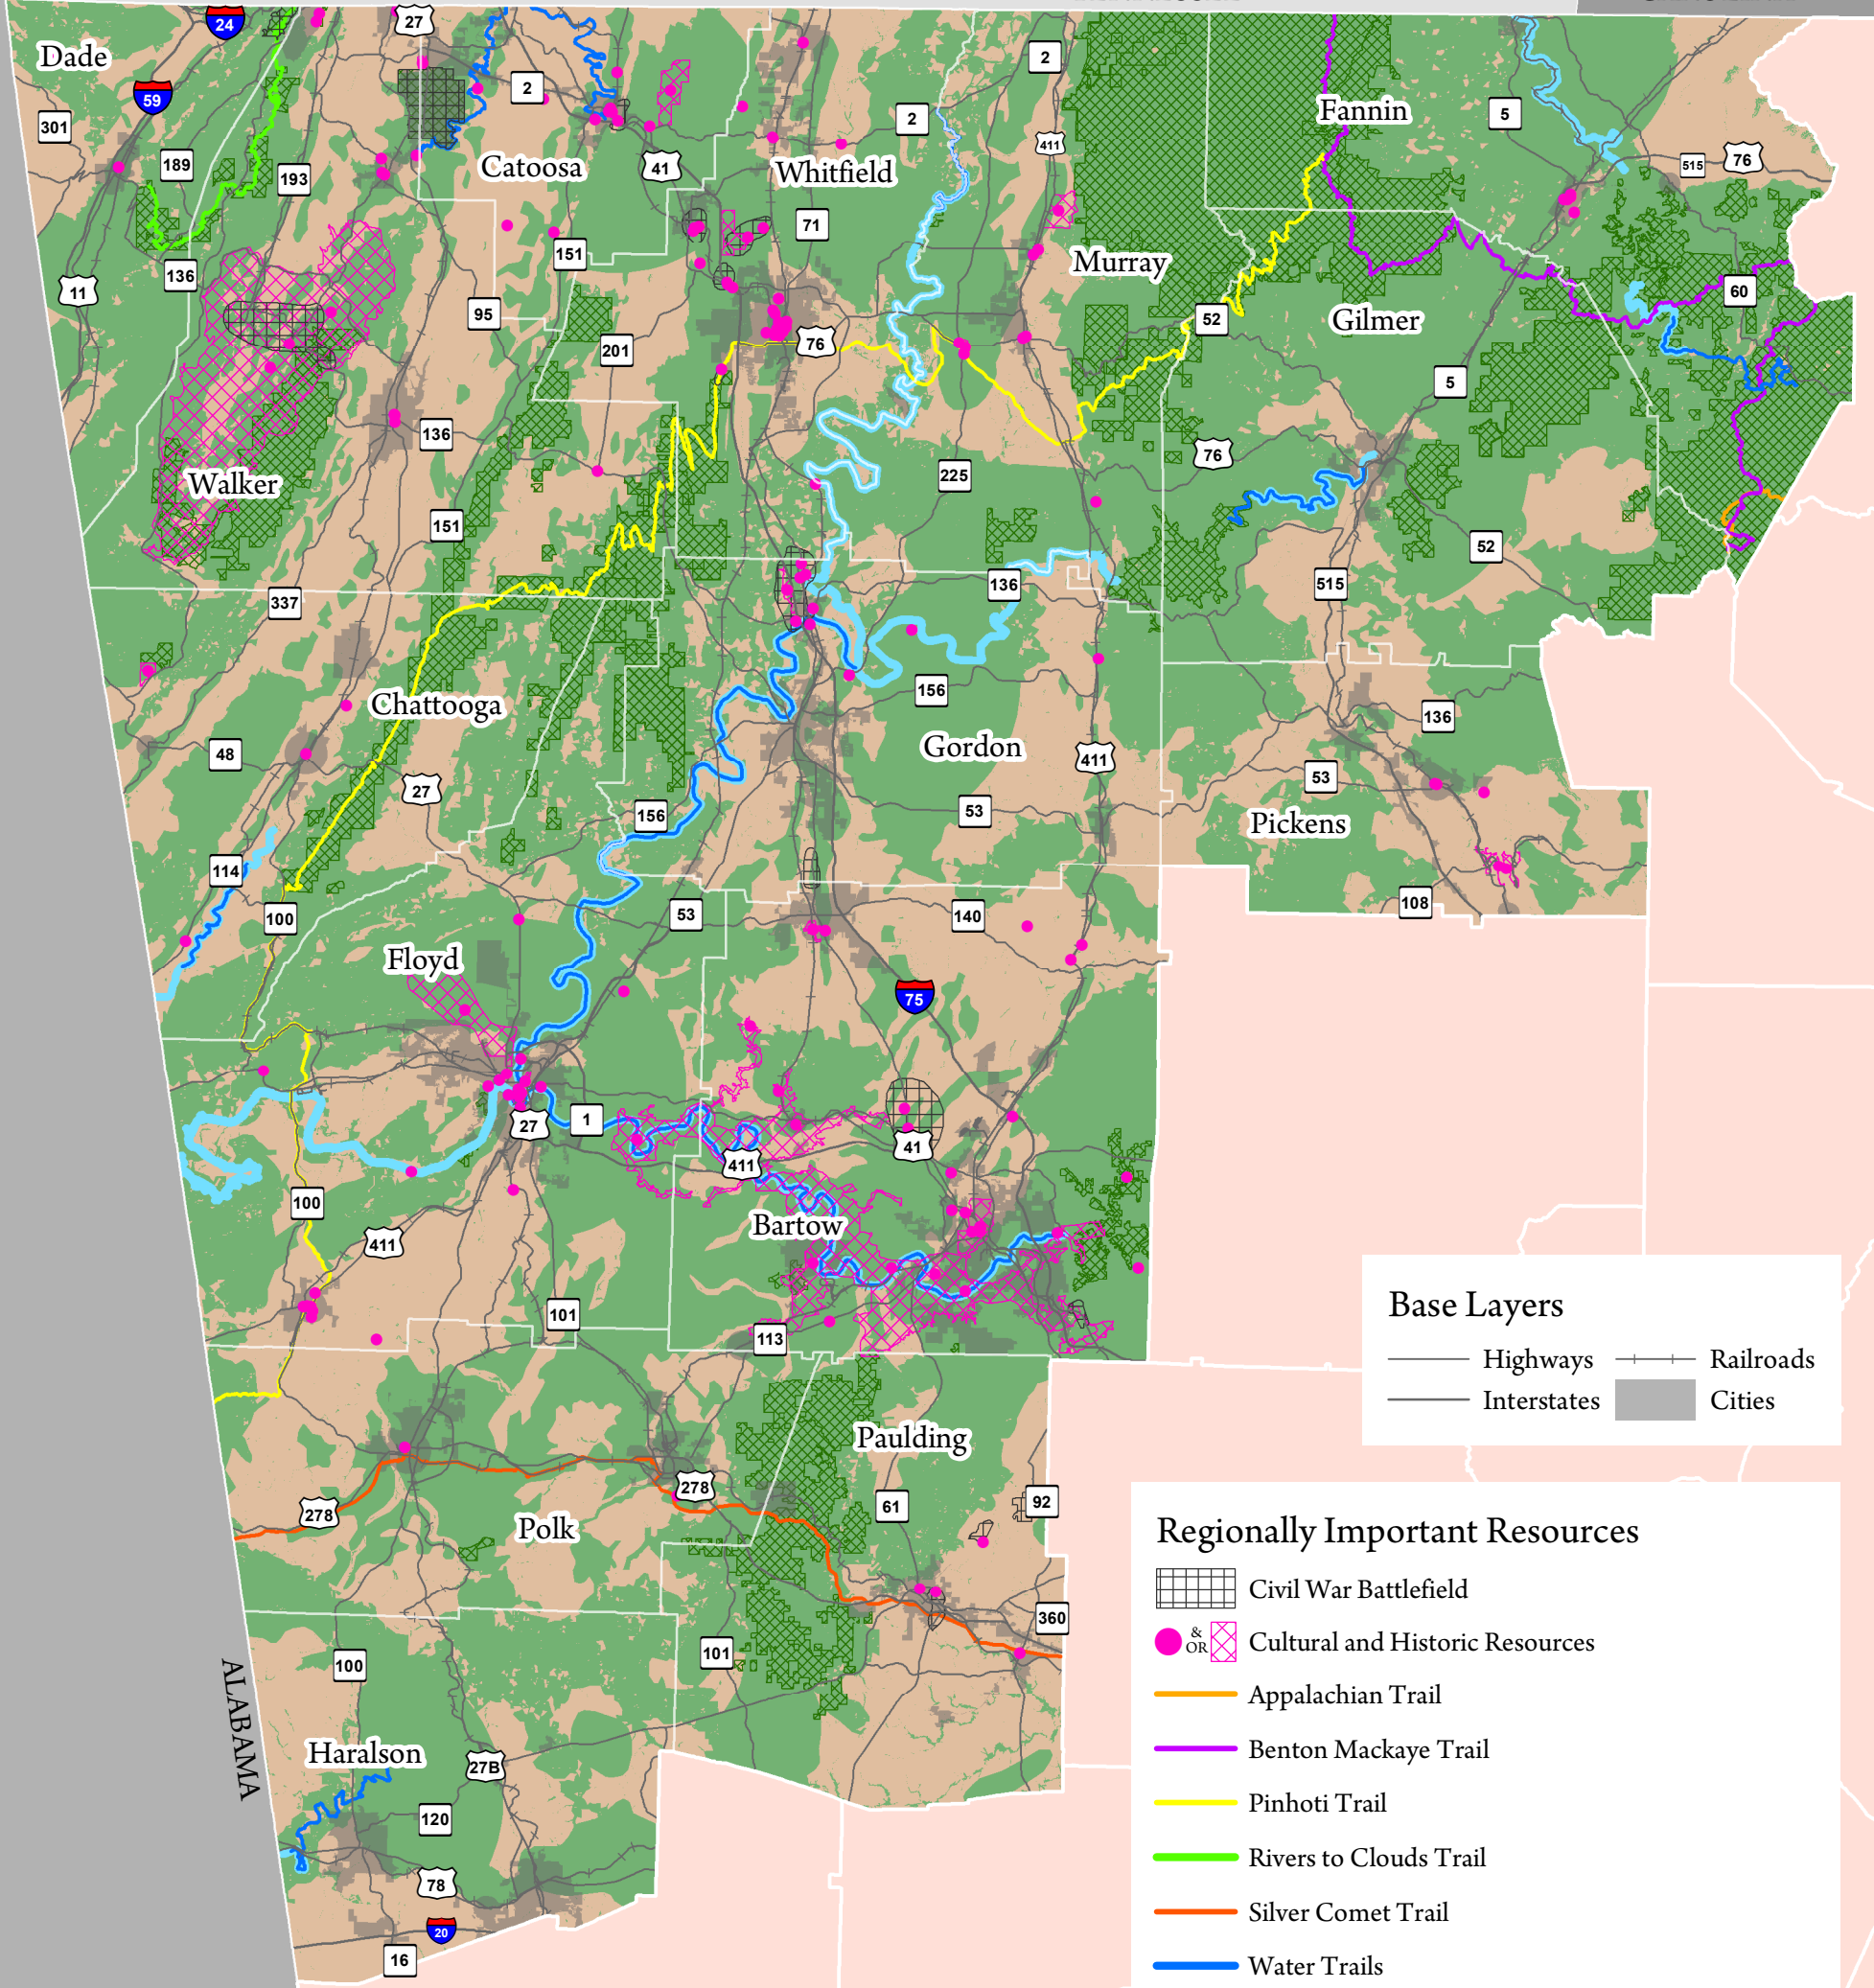 24
27
Dade
59
2
2
Fannin
5
301
2
411
189
193
Catoosa
41
Whitfield
515
76
71
151
136
Murray
11
95
52
Gilmer
60
201
76
5
136
76
Walker
225
151
52
136
515
337
156
Chattooga
136
Gordon
48
411
27
53
156
53
Pickens
114
108
100
53
140
Floyd
75
27
1
41
411
100
Bartow
411
101
113
Base Layers
Highways
Railroads
Interstates
Cities
Paulding
278
278
61
92
Polk
Regionally Important Resources
Civil War Battlefield
360
& OR
Cultural and Historic Resources
100
101
Appalachian Trail
ALABAMA
Haralson
Benton Mackaye Trail
27B
Pinhoti Trail
120
Rivers to Clouds Trail
78
Silver Comet Trail
20
16
Water Trails